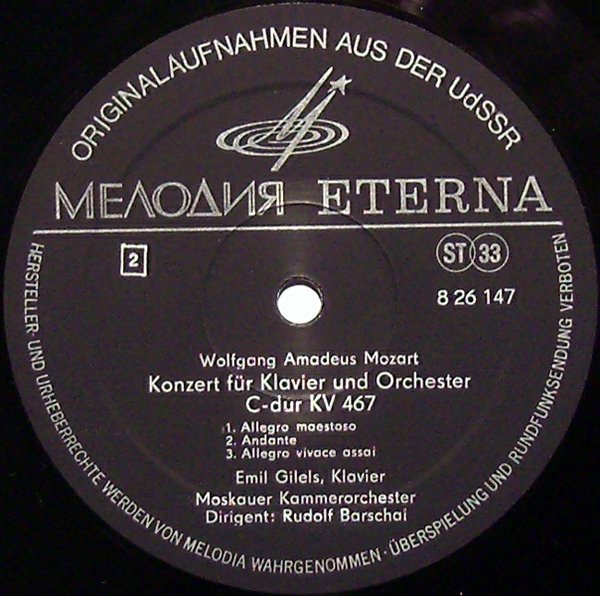 ORIGINALAUFNAHMEN AUS DER UdSSR
МЕЛОДИЯ ETERNA
2
ST 33
8 26 147
Wolfgang Amadeus Mozart
Konzert für Klavier und Orchester
C-dur KV 467
1. Allegro maestoso
2. Andante
3. Allegro vivace assai
Emil Gilels, Klavier
Moskauer Kammerorchester
Dirigent: Rudolf Barschai
HERSTELLER- UND URHEBERRECHTE WERDEN VON MELODIA WAHRGENOMMEN · ÜBERSPIELUNG UND RUNDFUNKSENDUNG VERBOTEN